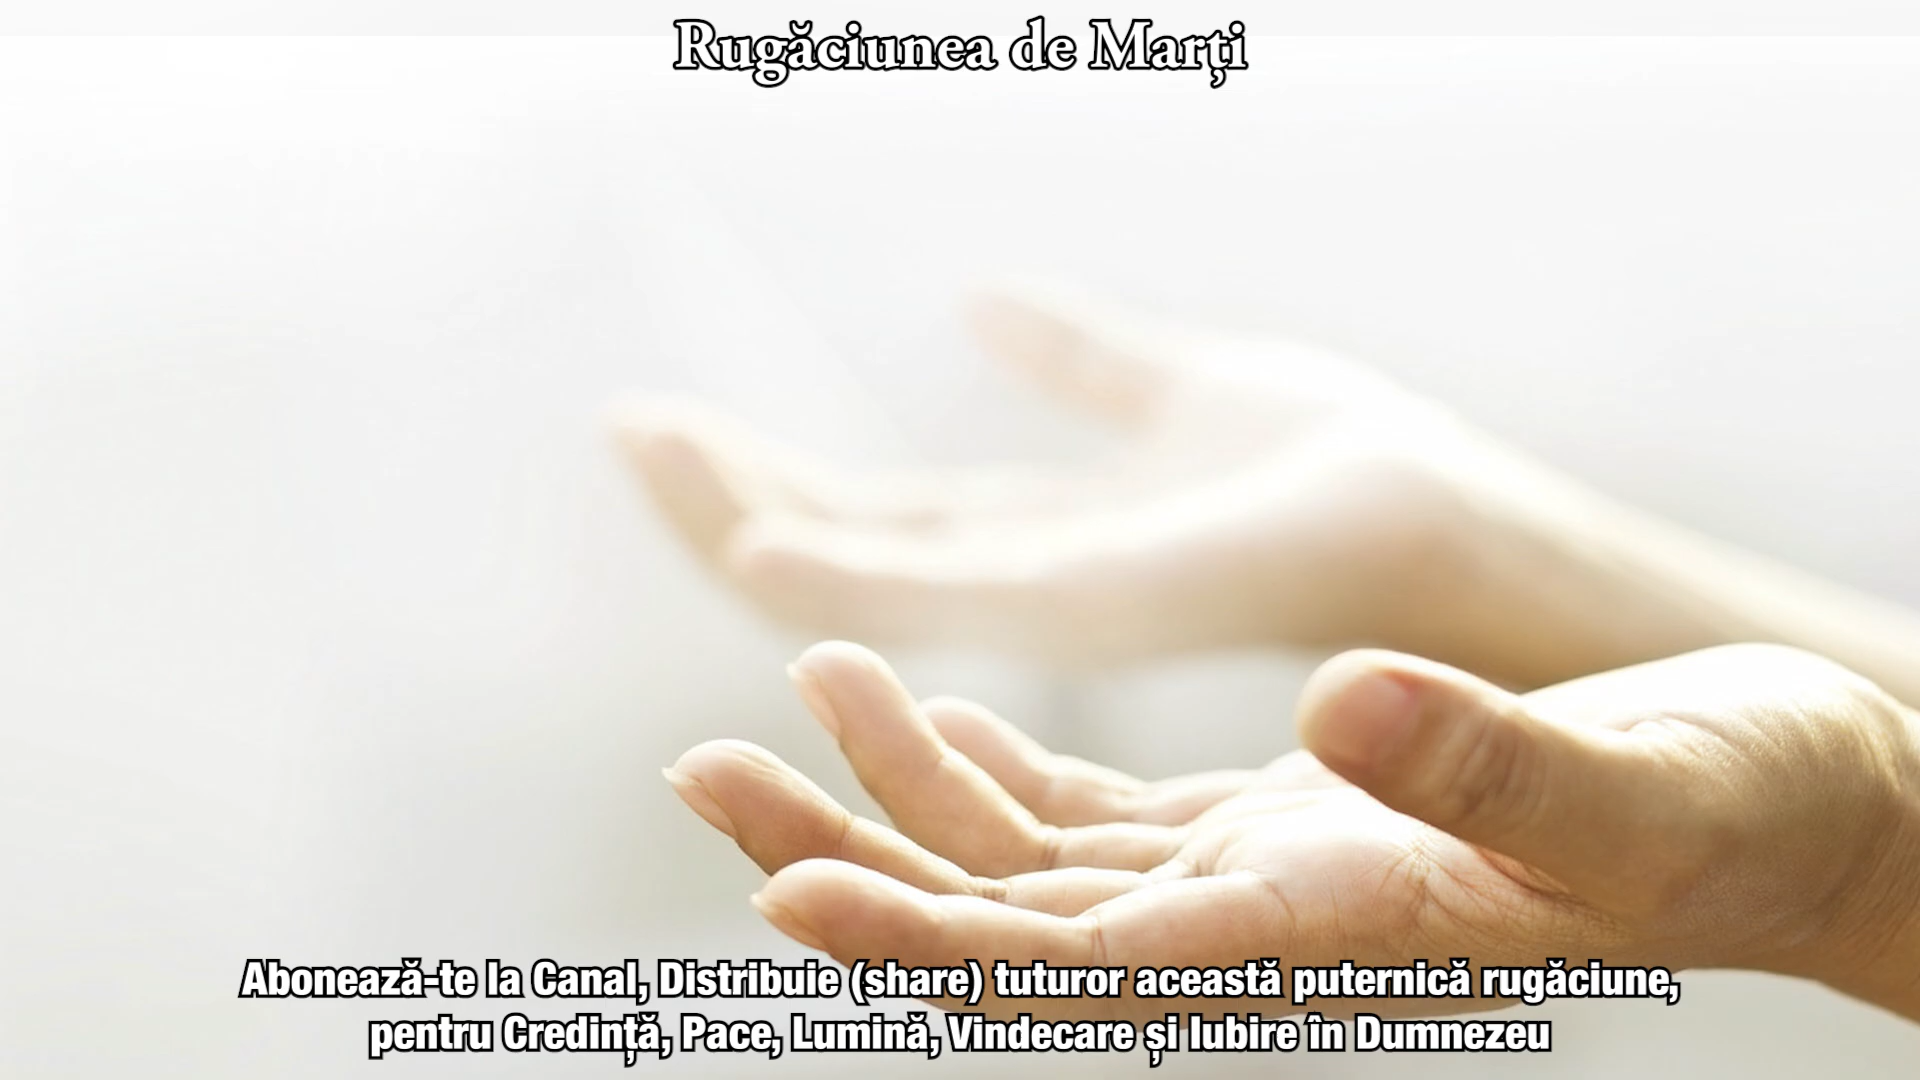 Rugăciunea de Marți
Abonează-te la Canal, Distribuie (share) tuturor această puternică rugăciune,
pentru Credință, Pace, Lumină, Vindecare și Iubire în Dumnezeu